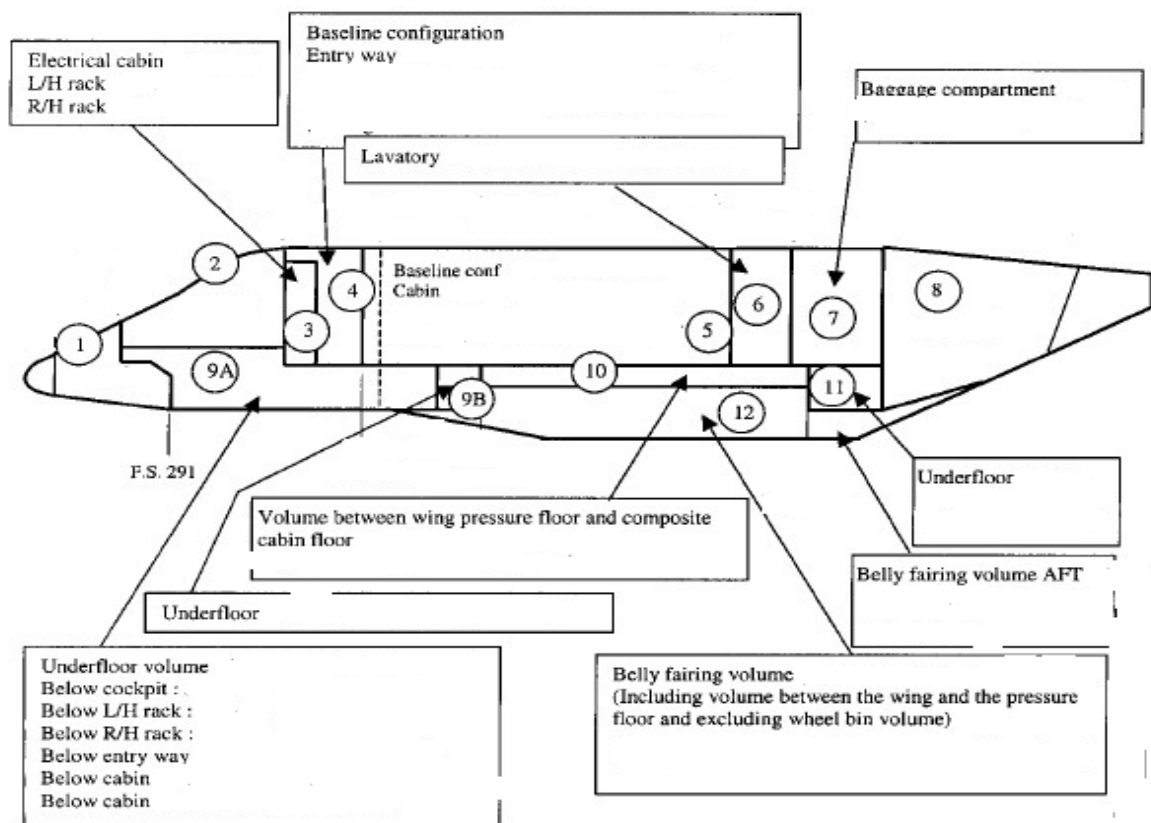 Baseline configuration
Entry way
Electrical cabin
L/H rack
R/H rack
Baggage compartment
Lavatory
2
Baseline conf
Cabin
4
6
8
1
3
5
7
9A
10
11
9B
12
F.S. 291
Underfloor
Volume between wing pressure floor and composite
cabin floor
Belly fairing volume AFT
Underfloor
Underfloor volume
Below cockpit :
Below L/H rack :
Below R/H rack :
Below entry way
Below cabin
Below cabin
Belly fairing volume
(Including volume between the wing and the pressure
floor and excluding wheel bin volume)